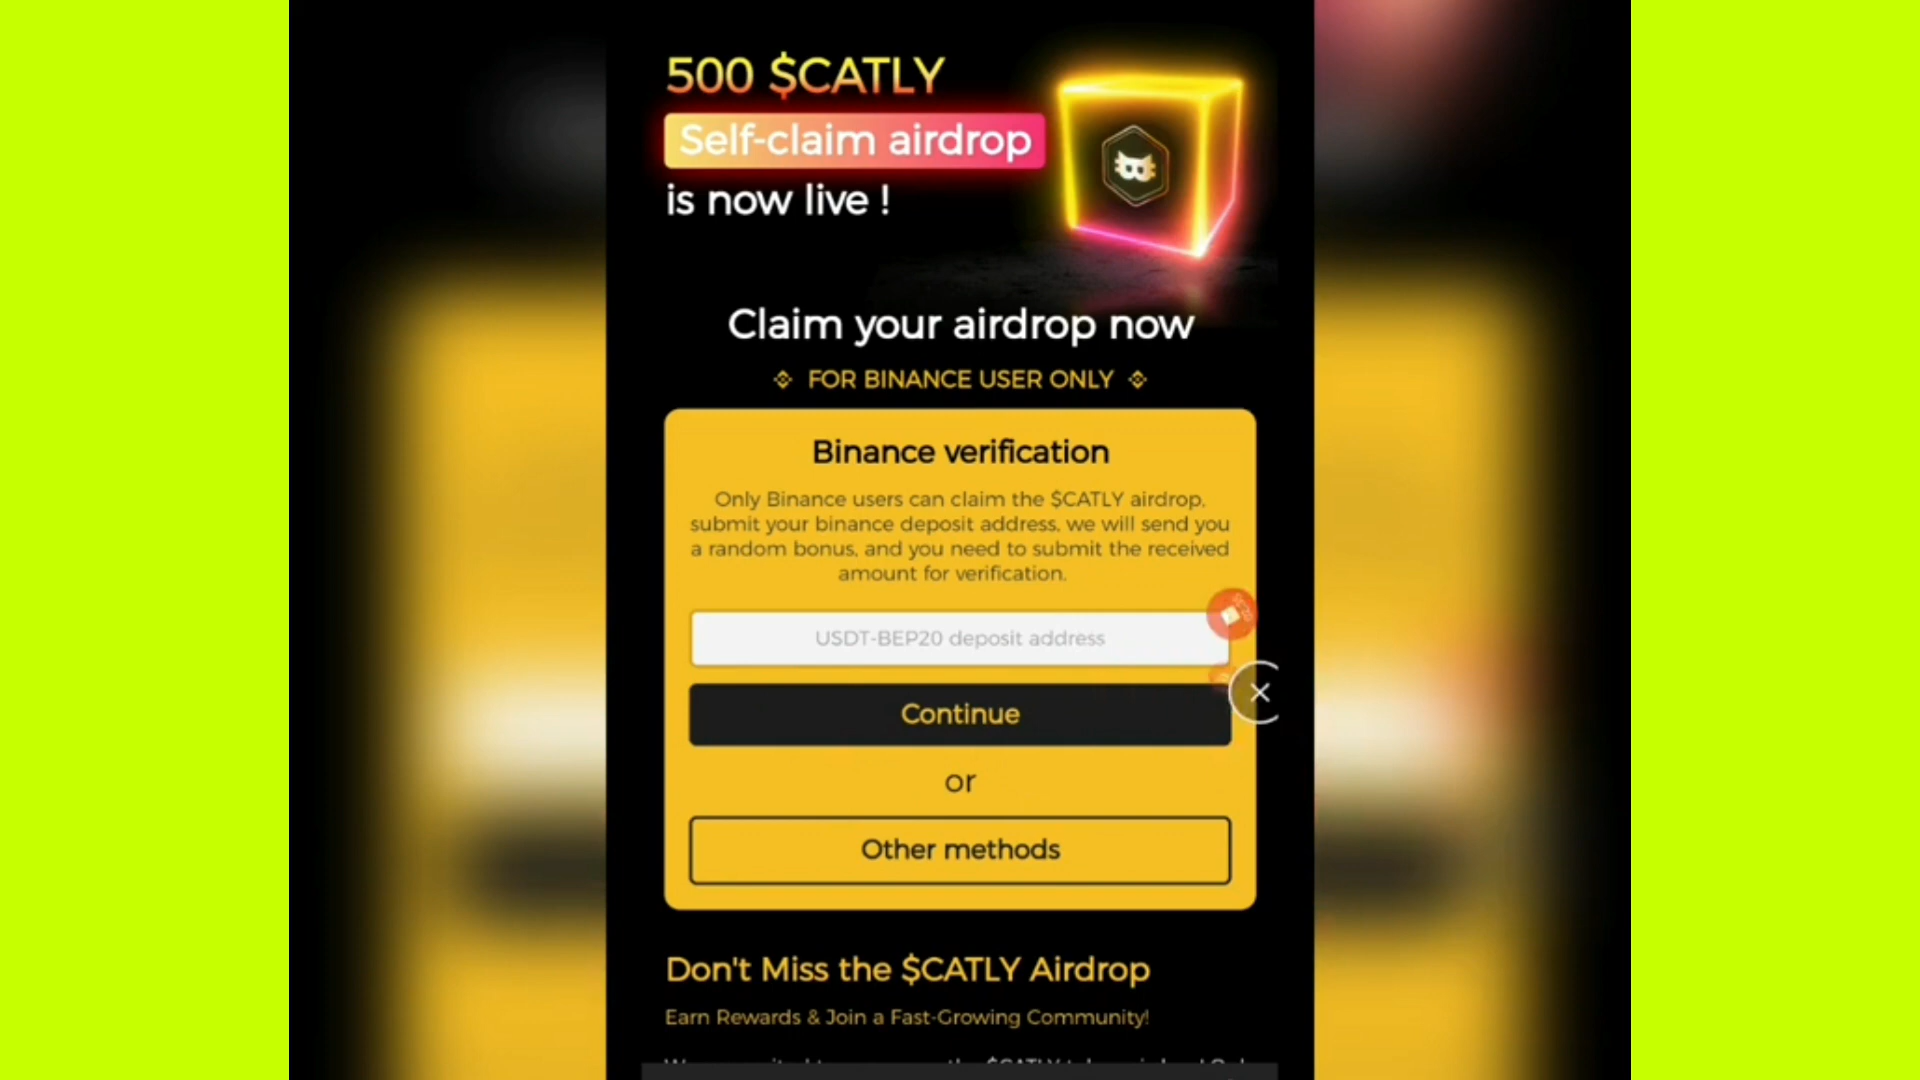 500 $CATLY
Self-claim airdrop
is now live !
Claim your airdrop now
FOR BINANCE USER ONLY
Binance verification
Only Binance users can claim the $CATLY airdrop,
submit your binance deposit address, we will send you
a random bonus, and you need to submit the received
amount for verification.
USDT-BEP20 deposit address
Continue
or
Other methods
Don't Miss the $CATLY Airdrop
Earn Rewards & Join a Fast-Growing Community!